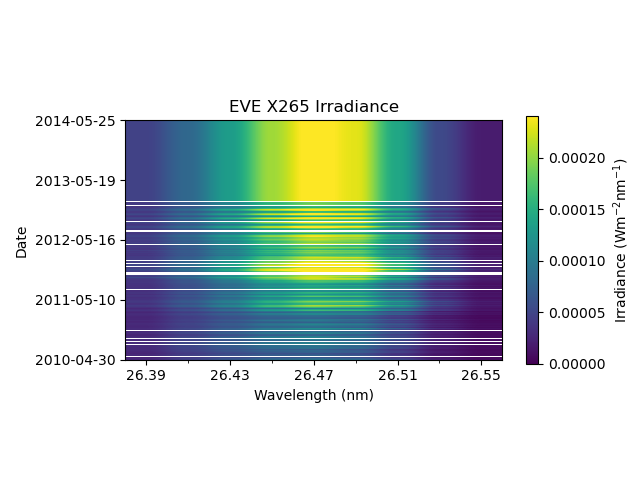 EVE X265 Irradiance
2014-05-25
2013-05-19
2012-05-16
2011-05-10
2010-04-30
Date
26.39 26.43 26.47 26.51 26.55
Wavelength (nm)
0.00020
0.00015
0.00010
0.00005
0.00000
Irradiance (Wm⁻²nm⁻¹)